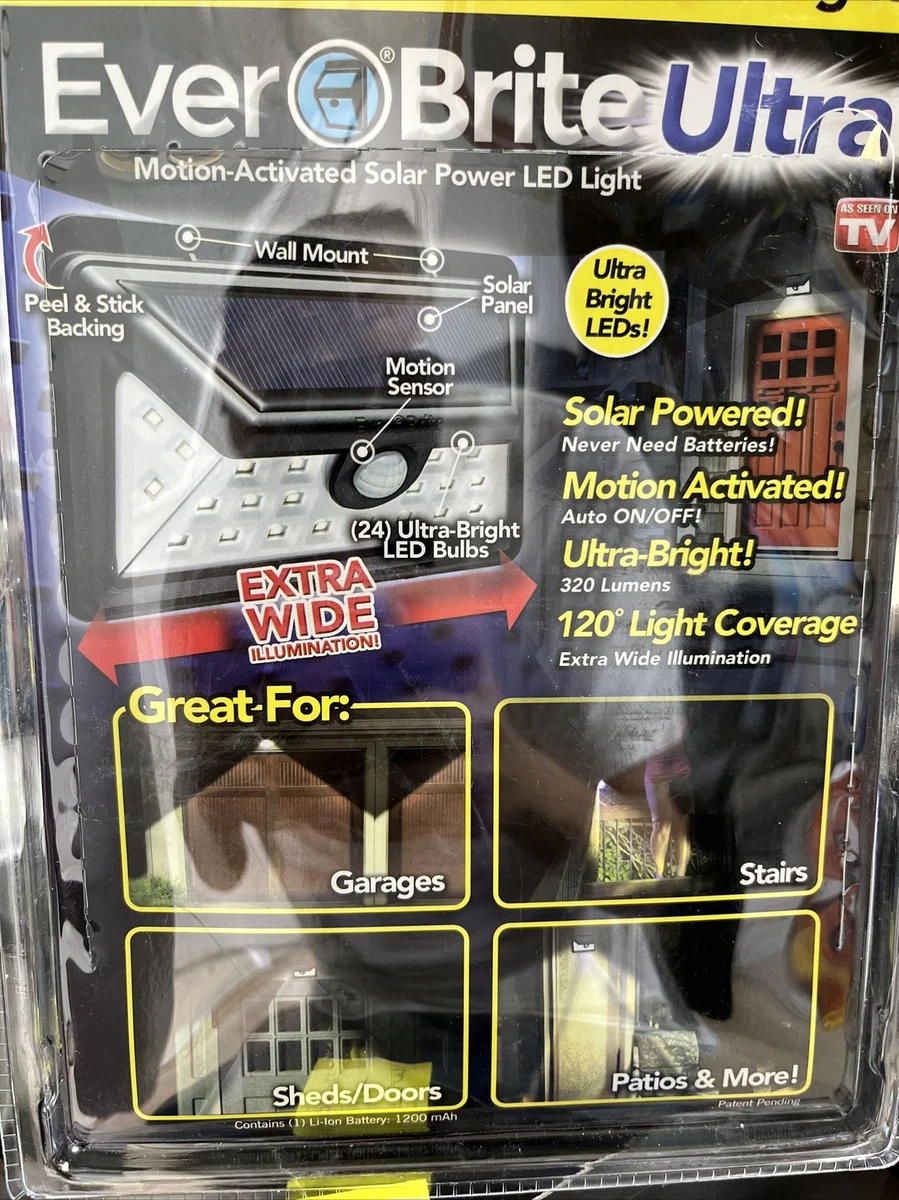 Ever Brite Ultra
®
Motion-Activated Solar Power LED Light
AS SEEN ON
TV
Wall Mount
Peel & Stick
Backing
Solar
Panel
Motion
Sensor
Ever Brite
(24) Ultra-Bright
LED Bulbs
EXTRA
WIDE
ILLUMINATION!
Ultra
Bright
LEDs!
Solar Powered!
Never Need Batteries!
Motion Activated!
Auto ON/OFF!
Ultra-Bright!
320 Lumens
120° Light Coverage
Extra Wide Illumination
Great For:
Garages
Stairs
Sheds/Doors
Patios & More!
Contains (1) Li-Ion Battery: 1200 mAh
Patent Pending